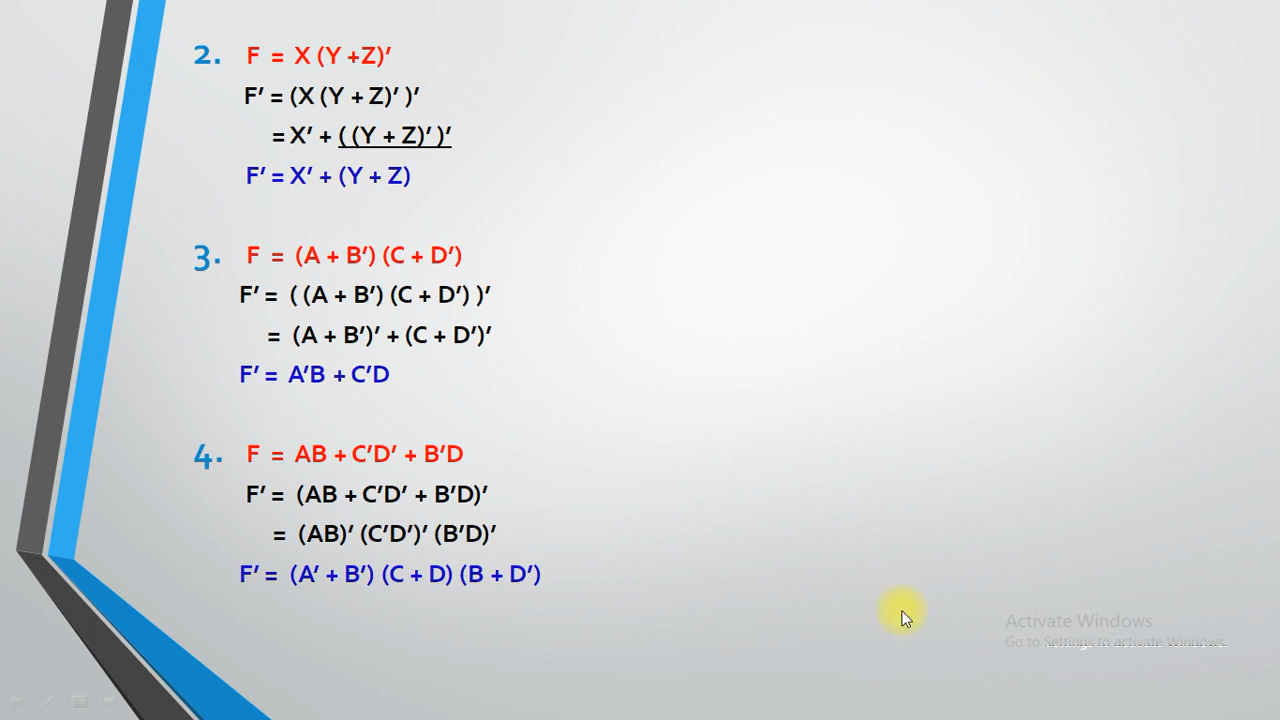 2. F = X (Y +Z)′
F′ = (X (Y + Z)′ )′
= X′ + ( (Y + Z)′ )′
F′ = X′ + (Y + Z)
3. F = (A + B′) (C + D′)
F′ = ( (A + B′) (C + D′) )′
= (A + B′)′ + (C + D′)′
F′ = A′B + C′D
4. F = AB + C′D′ + B′D
F′ = (AB + C′D′ + B′D)′
= (AB)′ (C′D′)′ (B′D)′
F′ = (A′ + B′) (C + D) (B + D′)
Activate Windows
Go to Settings to activate Windows.